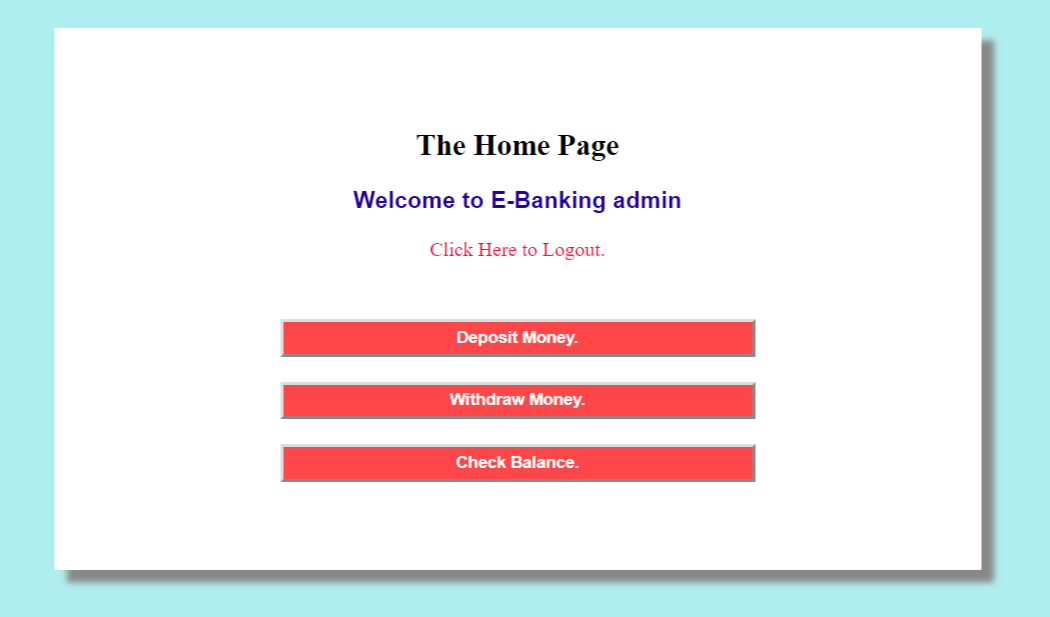 The Home Page
Welcome to E-Banking admin
Click Here to Logout.
Deposit Money.
Withdraw Money.
Check Balance.